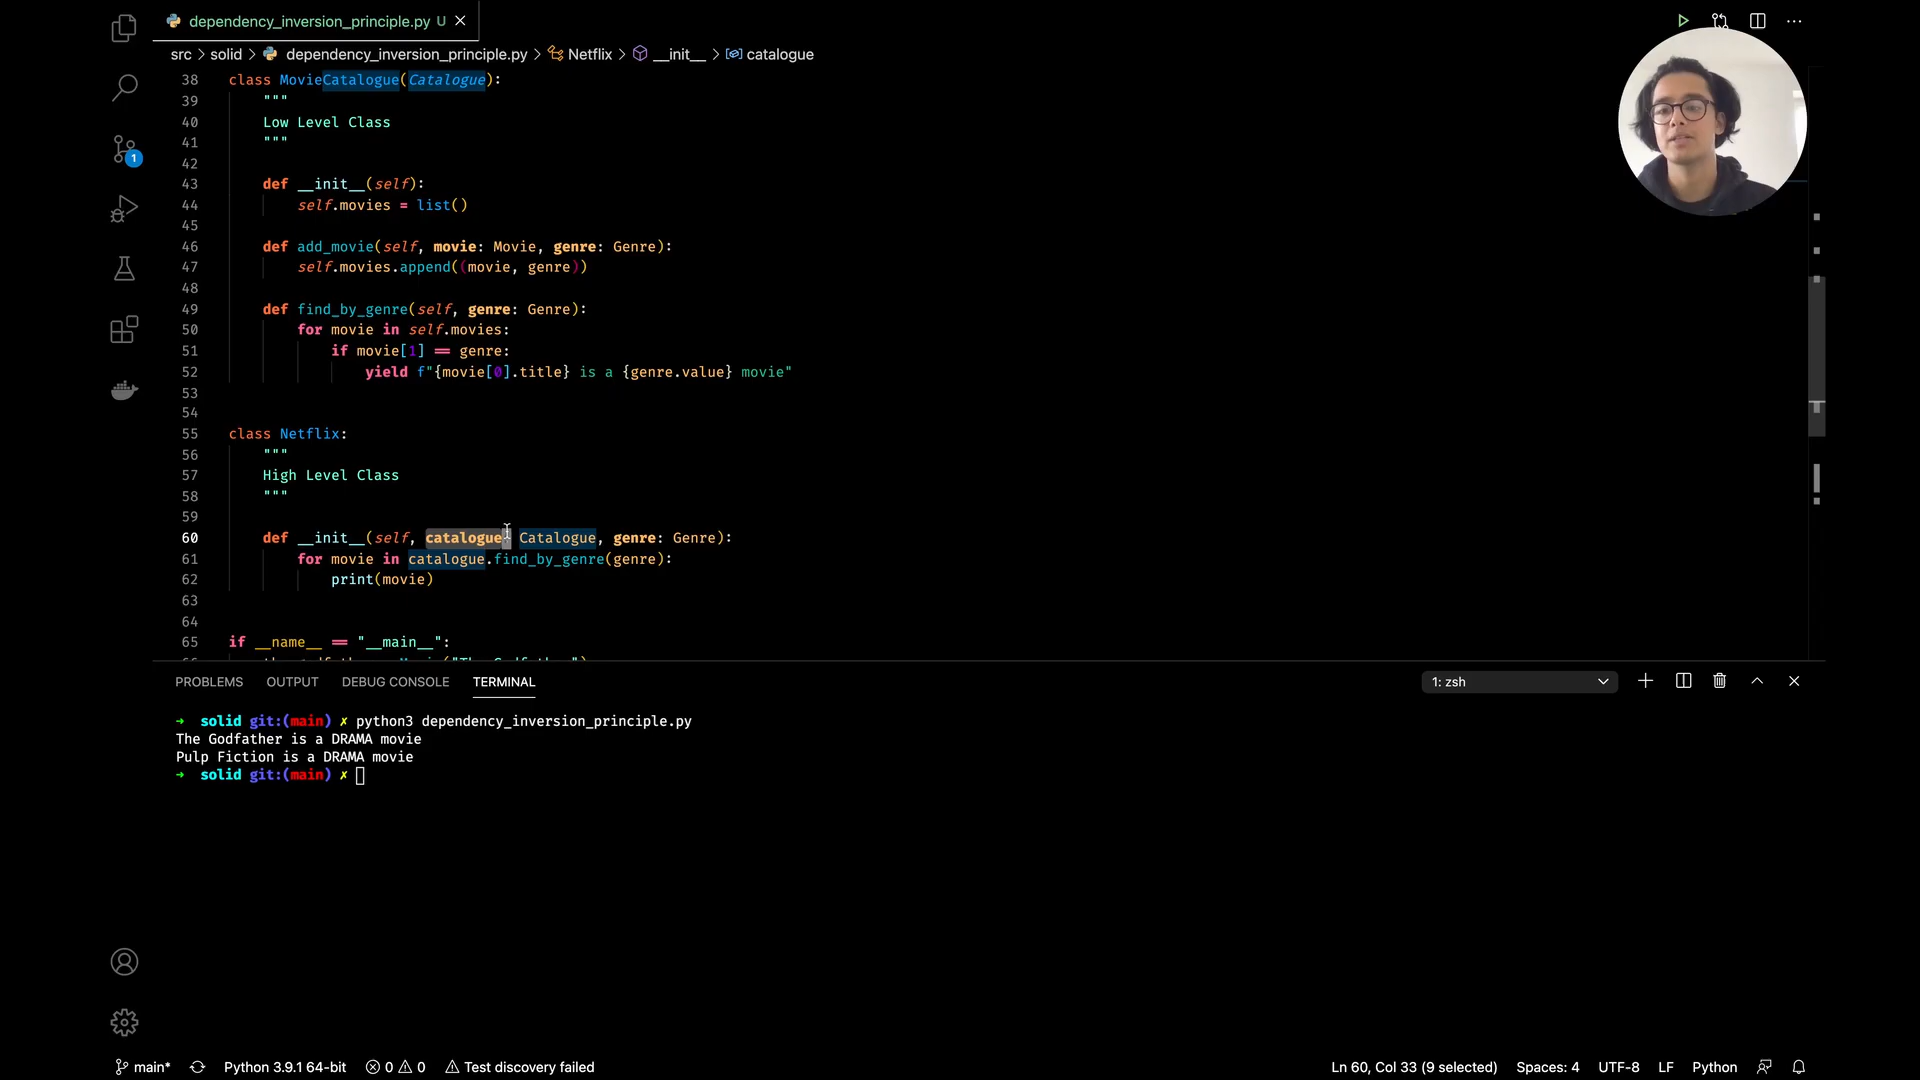 dependency_inversion_principle.py U
src > solid > dependency_inversion_principle.py > Netflix > __init__ > catalogue
38 class MovieCatalogue(Catalogue):
39 """
40 Low Level Class
41 """
42
43 def __init__(self):
44 self.movies = list()
45
46 def add_movie(self, movie: Movie, genre: Genre):
47 self.movies.append((movie, genre))
48
49 def find_by_genre(self, genre: Genre):
50 for movie in self.movies:
51 if movie[1] == genre:
52 yield f"{movie[0].title} is a {genre.value} movie"
53
54
55 class Netflix:
56 """
57 High Level Class
58 """
59
60 def __init__(self, catalogue: Catalogue, genre: Genre):
61 for movie in catalogue.find_by_genre(genre):
62 print(movie)
63
64
65 if __name__ == "__main__":
1
PROBLEMS OUTPUT DEBUG CONSOLE TERMINAL 1: zsh
→ solid git:(main) ✗ python3 dependency_inversion_principle.py
The Godfather is a DRAMA movie
Pulp Fiction is a DRAMA movie
→ solid git:(main) ✗
main* Python 3.9.1 64-bit 0 0 Test discovery failed Ln 60, Col 33 (9 selected) Spaces: 4 UTF-8 LF Python